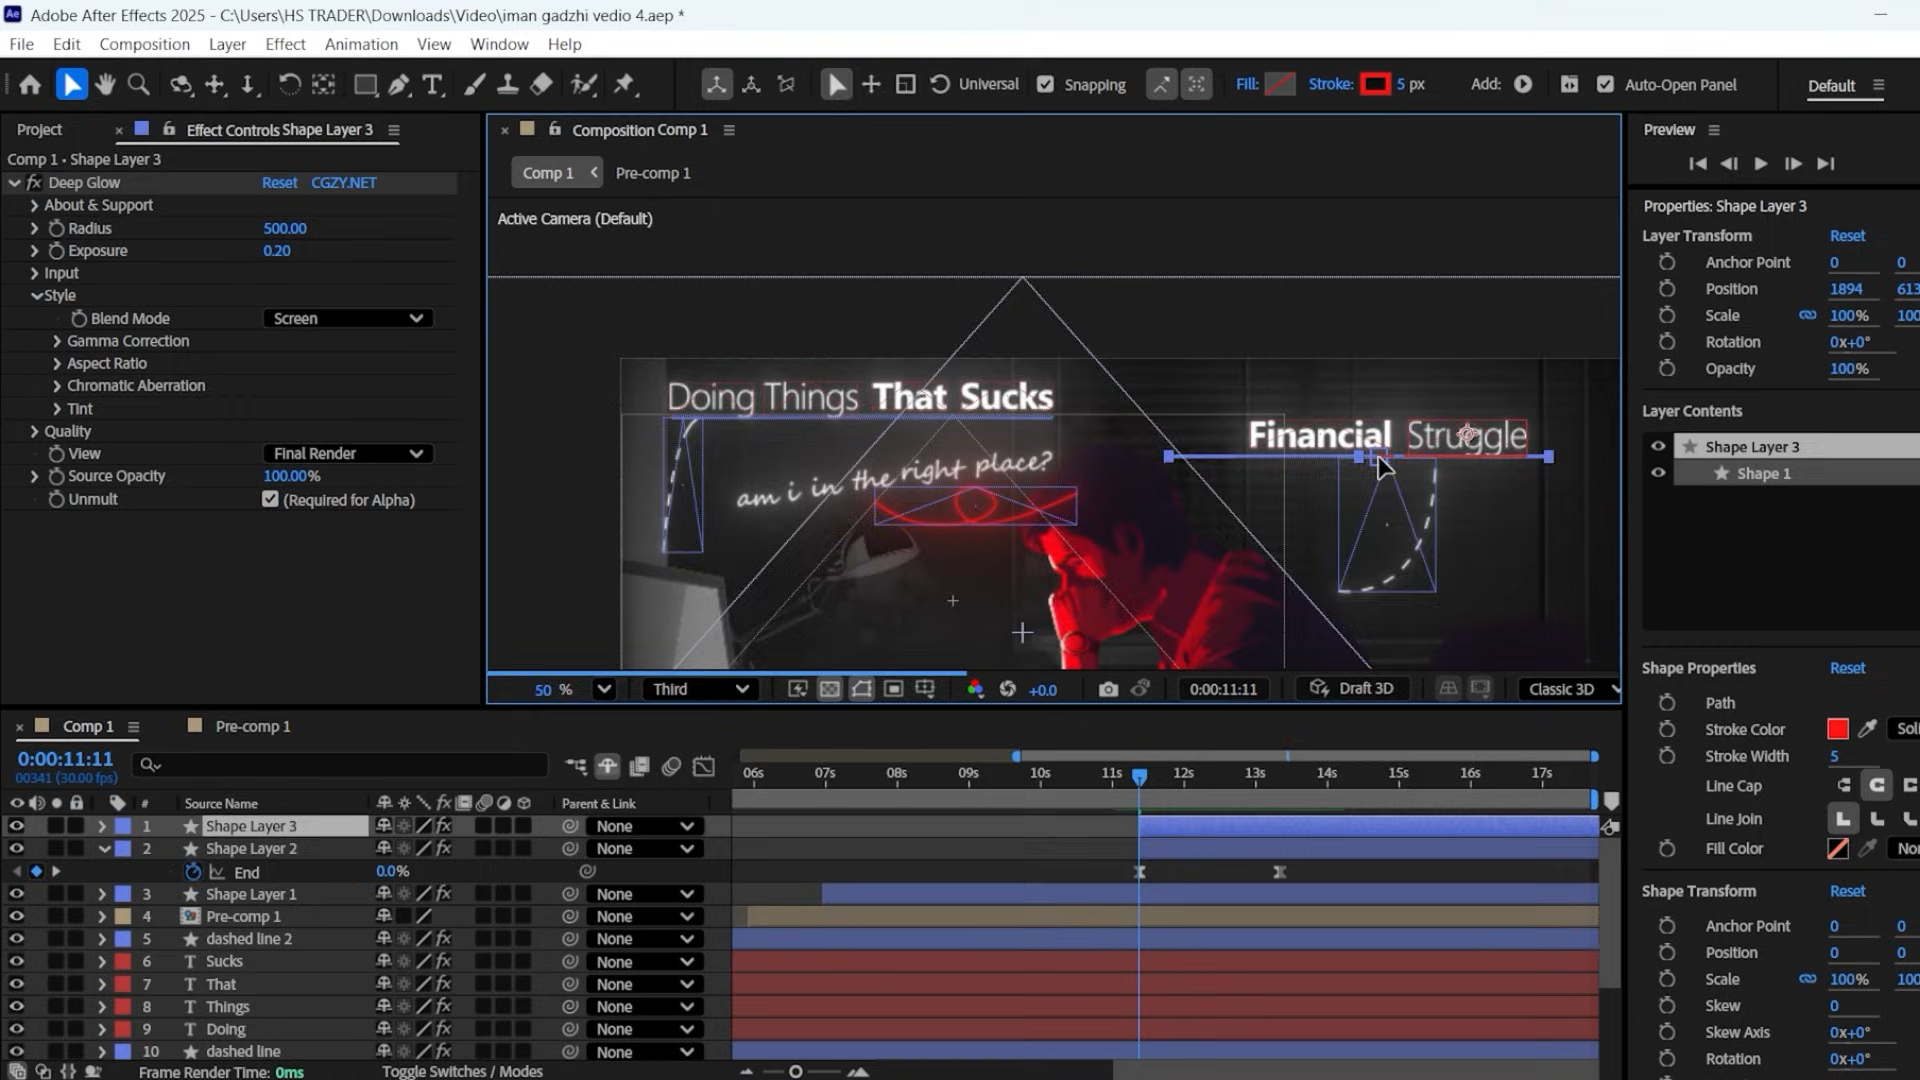 Adobe After Effects 2025 - C:\Users\HS TRADER\Downloads\Video\iman gadzhi vedio 4.aep *
File Edit Composition Layer Effect Animation View Window Help
Universal Snapping Fill: Stroke: 5 px Add: Auto-Open Panel Default
Project Effect Controls Shape Layer 3
Comp 1 • Shape Layer 3
fx Deep Glow Reset CGZY.NET
About & Support
Radius 500.00
Exposure 0.20
Input
Style
Blend Mode Screen
Gamma Correction
Aspect Ratio
Chromatic Aberration
Tint
Quality
View Final Render
Source Opacity 100.00%
Unmult (Required for Alpha)
Composition Comp 1
Comp 1 Pre-comp 1
Active Camera (Default)
Doing Things That Sucks
Financial Struggle
am i in the right place?
50 % Third +0.0 0:00:11:11 Draft 3D Classic 3D
Preview
Properties: Shape Layer 3
Layer Transform Reset
Anchor Point 0 0
Position 1894 613
Scale 100% 100
Rotation 0x+0°
Opacity 100%
Layer Contents
Shape Layer 3
Shape 1
Shape Properties Reset
Path
Stroke Color Soli
Stroke Width 5
Line Cap
Line Join
Fill Color Nor
Shape Transform Reset
Anchor Point 0 0
Position 0 0
Scale 100% 100
Skew 0
Skew Axis 0x+0°
Rotation 0x+0°
Comp 1 Pre-comp 1
0:00:11:11
00341 (30.00 fps)
06s 07s 08s 09s 10s 11s 12s 13s 14s 15s 16s 17s
# Source Name fx Parent & Link
1 Shape Layer 3 fx None
2 Shape Layer 2 None
End 0.0%
3 Shape Layer 1 fx None
4 Pre-comp 1 None
5 dashed line 2 fx None
6 T Sucks fx None
7 T That fx None
8 T Things fx None
9 T Doing fx None
10 dashed line fx None
Frame Render Time: 0ms Toggle Switches / Modes